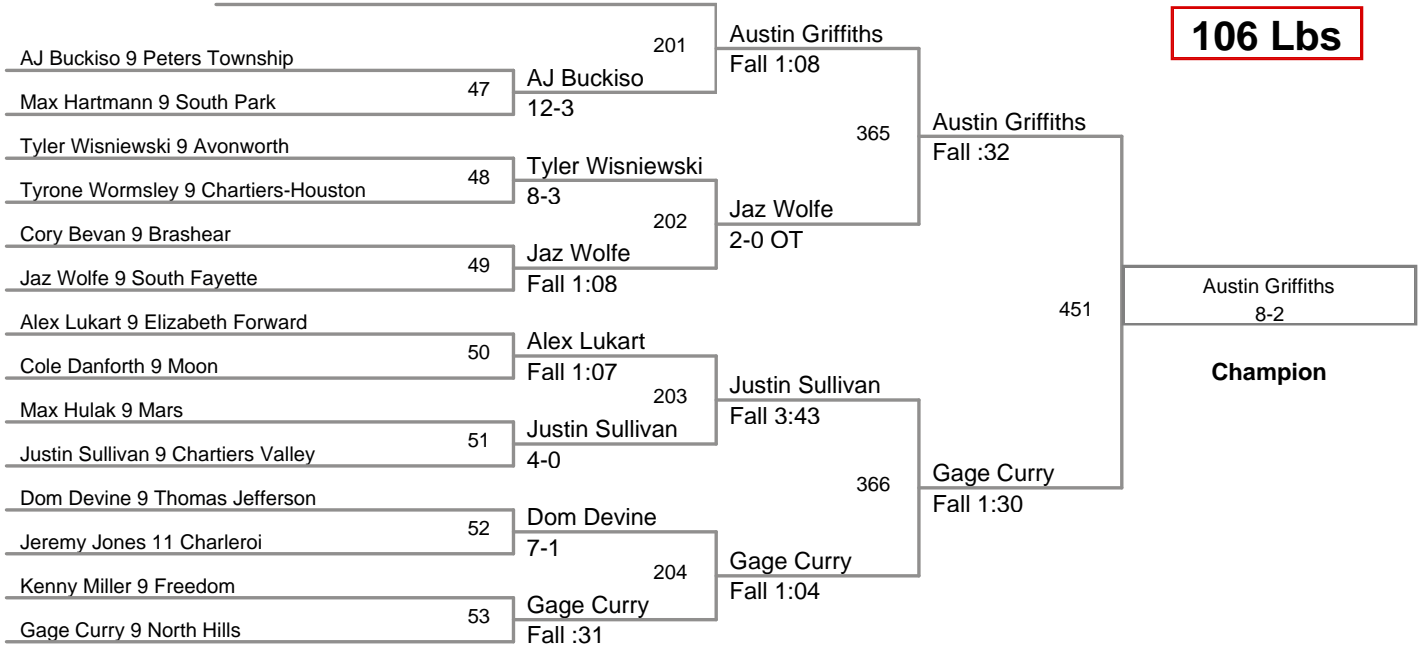 106 Lbs
201
Austin Griffiths
Fall 1:08
AJ Buckiso 9 Peters Township
47
AJ Buckiso
12-3
Max Hartmann 9 South Park
365
Austin Griffiths
Fall :32
Tyler Wisniewski 9 Avonworth
48
Tyler Wisniewski
8-3
Tyrone Wormsley 9 Chartiers-Houston
202
Jaz Wolfe
2-0 OT
Cory Bevan 9 Brashear
49
Jaz Wolfe
Fall 1:08
Jaz Wolfe 9 South Fayette
451
Austin Griffiths
8-2
Champion
Alex Lukart 9 Elizabeth Forward
50
Alex Lukart
Fall 1:07
Cole Danforth 9 Moon
203
Justin Sullivan
Fall 3:43
Max Hulak 9 Mars
51
Justin Sullivan
4-0
Justin Sullivan 9 Chartiers Valley
366
Gage Curry
Fall 1:30
Dom Devine 9 Thomas Jefferson
52
Dom Devine
7-1
Jeremy Jones 11 Charleroi
204
Gage Curry
Fall 1:04
Kenny Miller 9 Freedom
53
Gage Curry
Fall :31
Gage Curry 9 North Hills